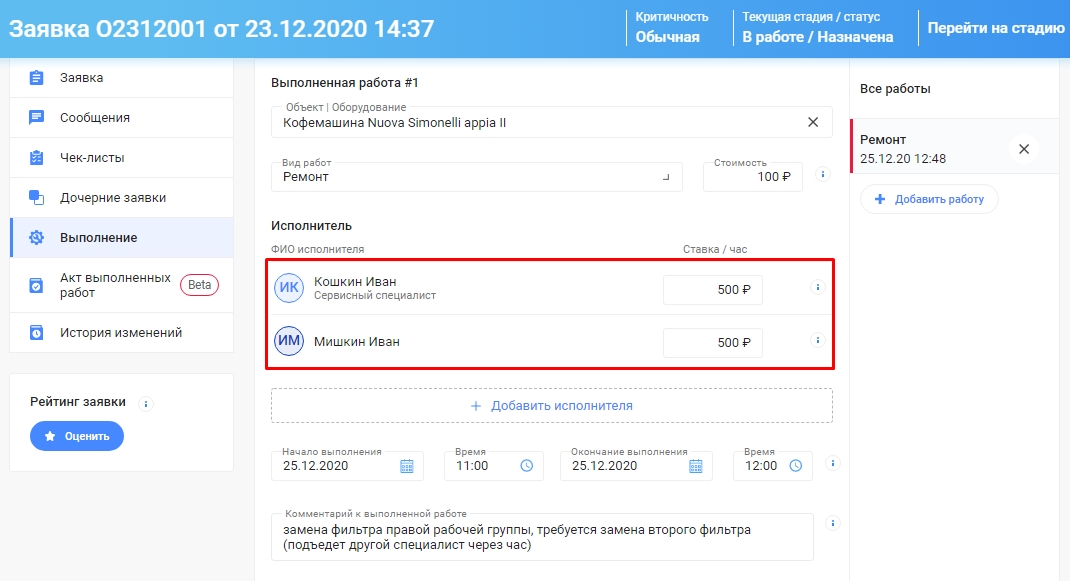 Заявка О2312001 от 23.12.2020 14:37
Критичность
Обычная
Текущая стадия / статус
В работе / Назначена
Перейти на стадию
Заявка
Сообщения
Чек-листы
Дочерние заявки
Выполнение
Акт выполненных
работ
Beta
История изменений
Рейтинг заявки
Оценить
Выполненная работа #1
Объект | Оборудование
Кофемашина Nuova Simonelli appia II
Вид работ
Ремонт
Стоимость
100 ₽
Исполнитель
ФИО исполнителя
Ставка / час
ИК
Кошкин Иван
Сервисный специалист
500 ₽
ИМ
Мишкин Иван
500 ₽
Добавить исполнителя
Начало выполнения
25.12.2020
Время
11:00
Окончание выполнения
25.12.2020
Время
12:00
Комментарий к выполненной работе
замена фильтра правой рабочей группы, требуется замена второго фильтра
(подъедет другой специалист через час)
Все работы
Ремонт
25.12.20 12:48
Добавить работу